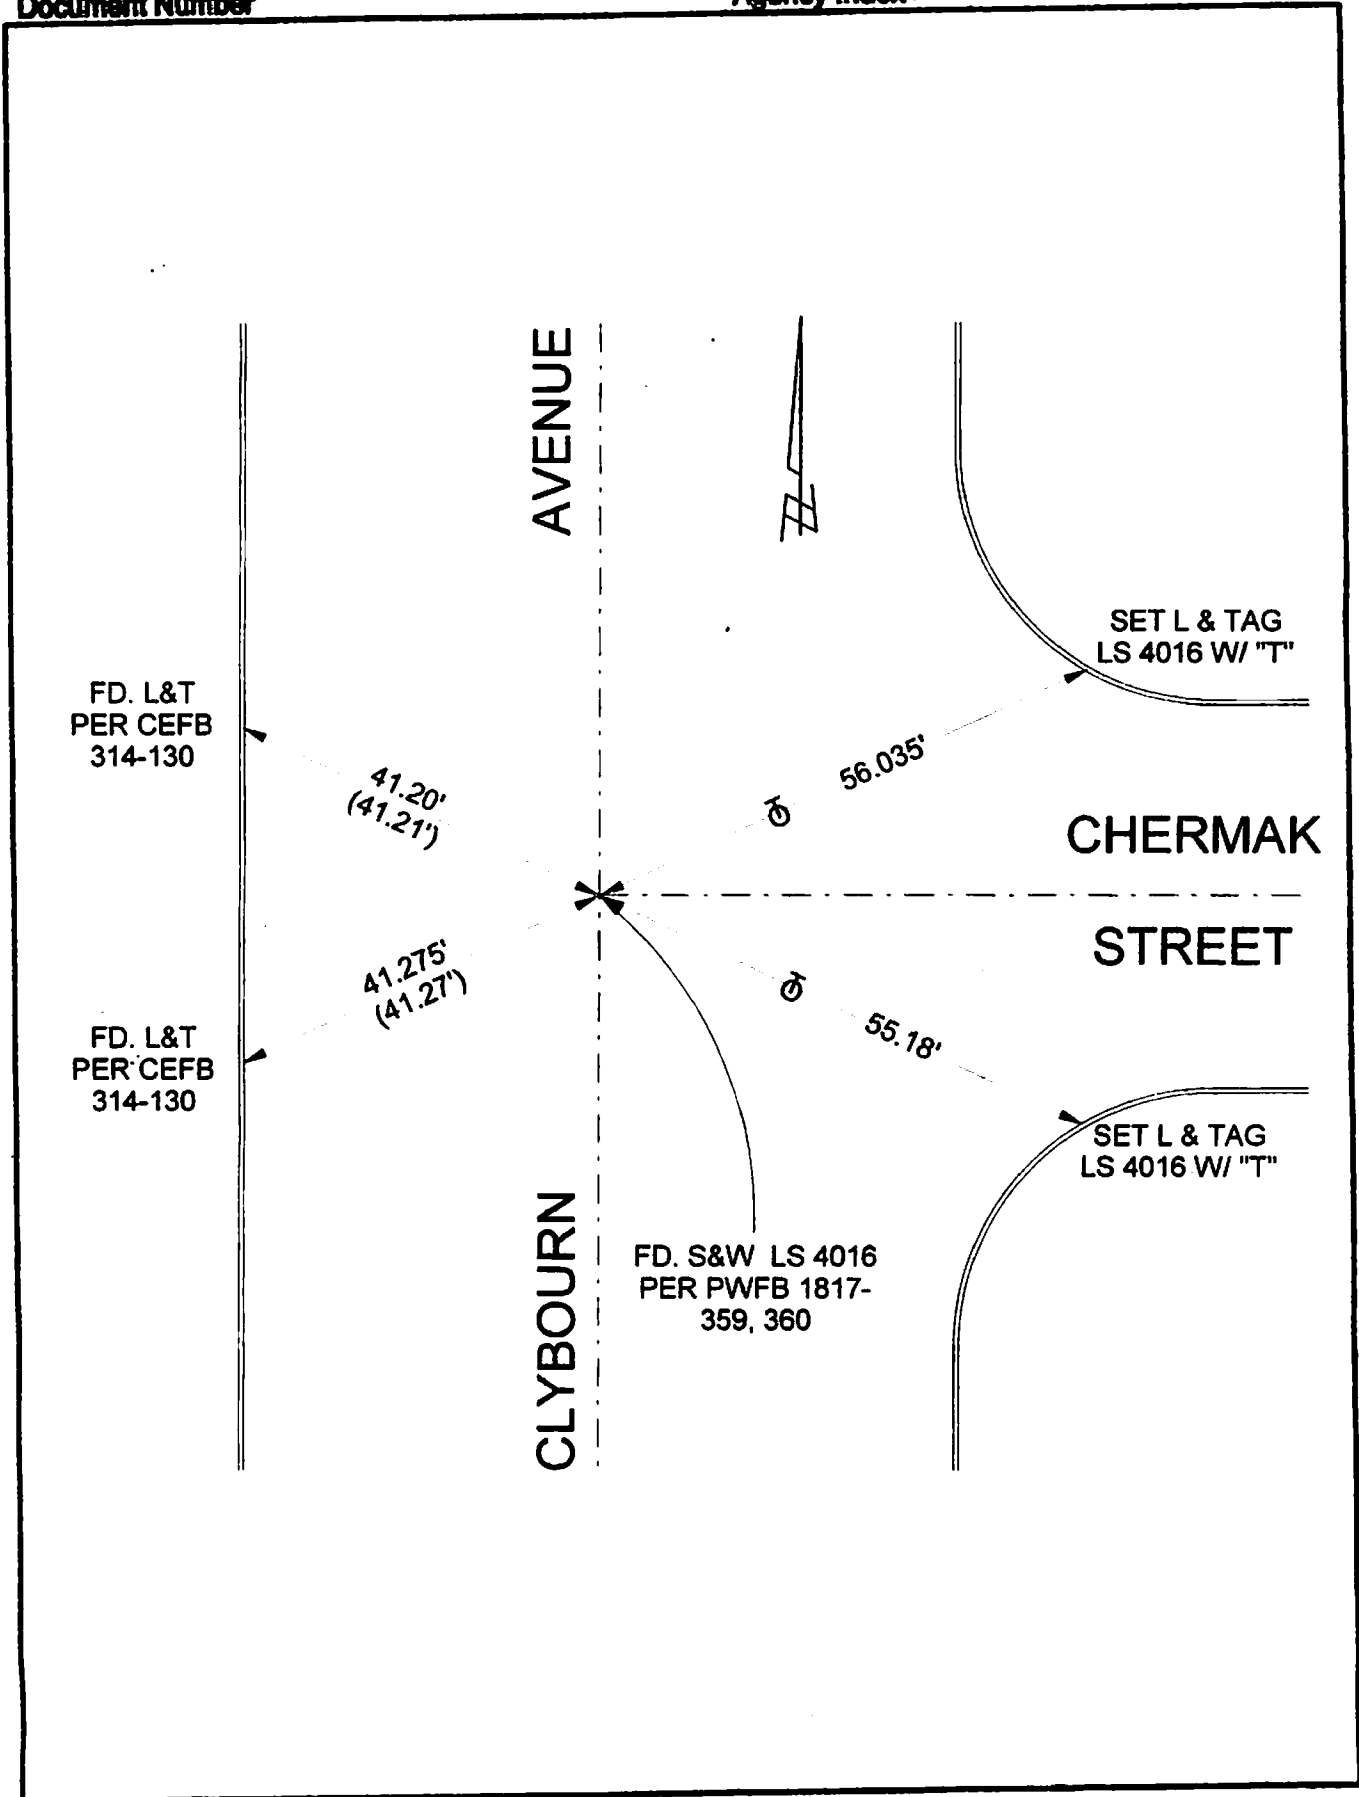 Document Number
Agency Index
AVENUE
SET L & TAG
LS 4016 W/ "T"
FD. L&T
PER CEFB
314-130
41.20'
(41.21')
56.035'
CHERMAK
STREET
41.275'
(41.27')
55.18'
FD. L&T
PER CEFB
314-130
SET L & TAG
LS 4016 W/ "T"
CLYBOURN
FD. S&W LS 4016
PER PWFB 1817-
359, 360